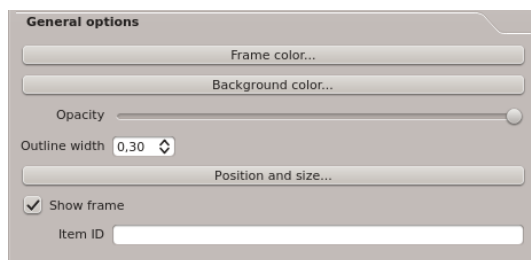 General options
Frame color...
Background color...
Opacity
Outline width 0,30
Position and size...
Show frame
Item ID